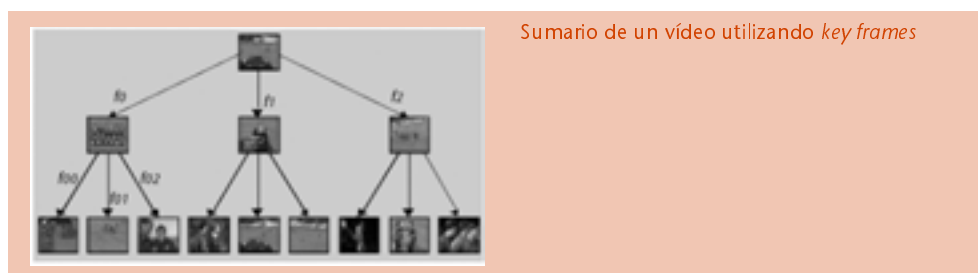 Sumario de un vídeo utilizando key frames
f0
f1
f2
f00
f01
f02